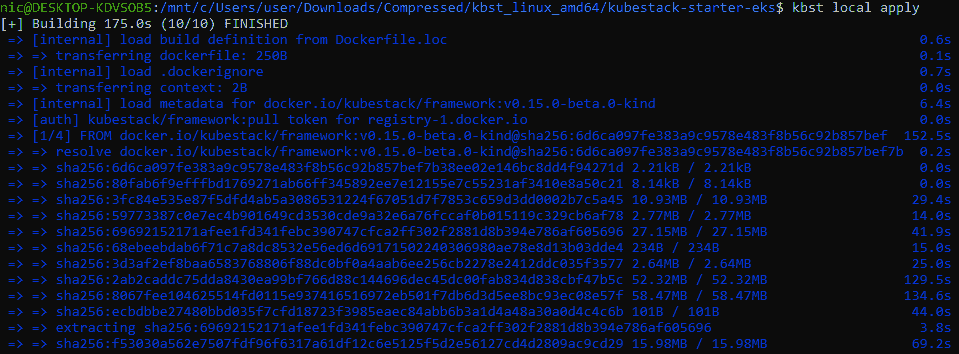 nic@DESKTOP-KDVSOB5:/mnt/c/Users/user/Downloads/Compressed/kbst_linux_amd64/kubestack-starter-eks$ kbst local apply
[+] Building 175.0s (10/10) FINISHED
=> [internal] load build definition from Dockerfile.loc 0.6s
=> => transferring dockerfile: 250B 0.1s
=> [internal] load .dockerignore 0.7s
=> => transferring context: 2B 0.0s
=> [internal] load metadata for docker.io/kubestack/framework:v0.15.0-beta.0-kind 6.4s
=> [auth] kubestack/framework:pull token for registry-1.docker.io 0.0s
=> [1/4] FROM docker.io/kubestack/framework:v0.15.0-beta.0-kind@sha256:6d6ca097fe383a9c9578e483f8b56c92b857bef 152.5s
=> => resolve docker.io/kubestack/framework:v0.15.0-beta.0-kind@sha256:6d6ca097fe383a9c9578e483f8b56c92b857bef7b 0.2s
=> => sha256:6d6ca097fe383a9c9578e483f8b56c92b857bef7b38ee02e146bc8dd4f94271d 2.21kB / 2.21kB 0.0s
=> => sha256:80fab6f9efffbd1769271ab66ff345892ee7e12155e7c55231af3410e8a50c21 8.14kB / 8.14kB 0.0s
=> => sha256:3fc84e535e87f5dfd4ab5a3086531224f67051d7f7853c659d3dd0002b7c5a45 10.93MB / 10.93MB 29.4s
=> => sha256:59773387c0e7ec4b901649cd3530cde9a32e6a76fccaf0b015119c329cb6af78 2.77MB / 2.77MB 14.0s
=> => sha256:69692152171afee1fd341febc390747cfca2ff302f2881d8b394e786af605696 27.15MB / 27.15MB 41.9s
=> => sha256:68ebeebdab6f71c7a8dc8532e56ed6d69171502240306980ae78e8d13b03dde4 234B / 234B 15.0s
=> => sha256:3d3af2ef8baa6583768806f88dc0bf0a4aab6ee256cb2278e2412ddc035f3577 2.64MB / 2.64MB 25.0s
=> => sha256:2ab2caddc75dda8430ea99bf766d88c144696dec45dc00fab834d838cbf47b5c 52.32MB / 52.32MB 129.5s
=> => sha256:8067fee104625514fd0115e937416516972eb501f7db6d3d5ee8bc93ec08e57f 58.47MB / 58.47MB 134.6s
=> => sha256:ecbdbbe27480bbd035f7cfd18723f3985eaec84abb6b3a1d4a48a30a0d4c4c6b 101B / 101B 44.0s
=> => extracting sha256:69692152171afee1fd341febc390747cfca2ff302f2881d8b394e786af605696 3.8s
=> => sha256:f53030a562e7507fdf96f6317a61df12c6e5125f5d2e56127cd4d2809ac9cd29 15.98MB / 15.98MB 69.2s